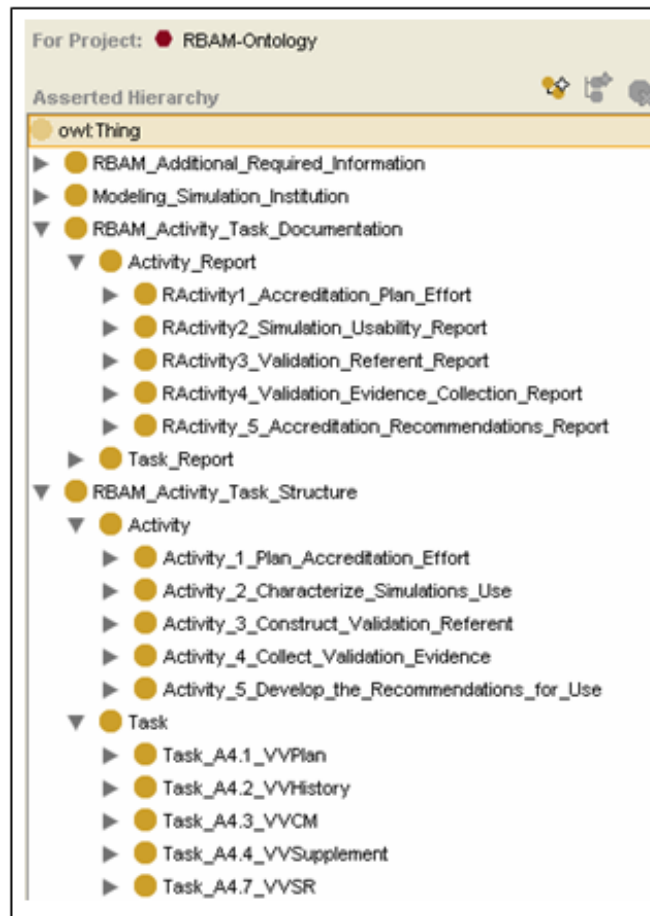 For Project: RBAM-Ontology
Asserted Hierarchy
owl:Thing
RBAM_Additional_Required_Information
Modeling_Simulation_Institution
RBAM_Activity_Task_Documentation
Activity_Report
RActivity1_Accreditation_Plan_Effort
RActivity2_Simulation_Usability_Report
RActivity3_Validation_Referent_Report
RActivity4_Validation_Evidence_Collection_Report
RActivity_5_Accreditation_Recommendations_Report
Task_Report
RBAM_Activity_Task_Structure
Activity
Activity_1_Plan_Accreditation_Effort
Activity_2_Characterize_Simulations_Use
Activity_3_Construct_Validation_Referent
Activity_4_Collect_Validation_Evidence
Activity_5_Develop_the_Recommendations_for_Use
Task
Task_A4.1_VVPlan
Task_A4.2_VVHistory
Task_A4.3_VVCM
Task_A4.4_VVSupplement
Task_A4.7_VVSR